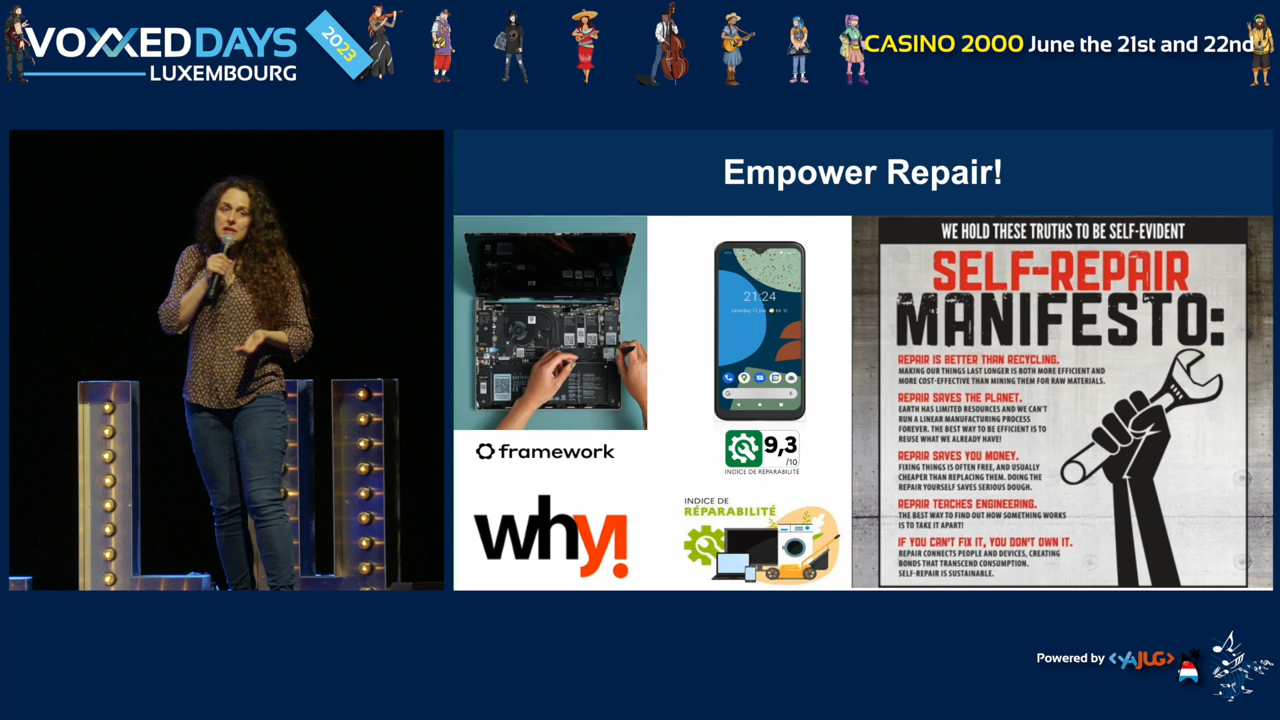 VOXXED DAYS
LUXEMBOURG
2023
CASINO 2000 June the 21st and 22nd
Empower Repair!
framework
why!
21:24
9,3
/10
INDICE DE RÉPARABILITÉ
INDICE DE
RÉPARABILITÉ
WE HOLD THESE TRUTHS TO BE SELF-EVIDENT
SELF-REPAIR
MANIFESTO:
REPAIR IS BETTER THAN RECYCLING.
MAKING OUR THINGS LAST LONGER IS BOTH MORE EFFICIENT AND
MORE COST-EFFECTIVE THAN MINING THEM FOR RAW MATERIALS.
REPAIR SAVES THE PLANET.
EARTH HAS LIMITED RESOURCES AND WE CAN'T
RUN A LINEAR MANUFACTURING PROCESS
FOREVER. THE BEST WAY TO BE EFFICIENT IS TO
REUSE WHAT WE ALREADY HAVE!
REPAIR SAVES YOU MONEY.
FIXING THINGS IS OFTEN FREE, AND USUALLY
CHEAPER THAN REPLACING THEM. DOING THE
REPAIR YOURSELF SAVES SERIOUS DOUGH.
REPAIR TEACHES ENGINEERING.
THE BEST WAY TO FIND OUT HOW SOMETHING WORKS
IS TO TAKE IT APART!
IF YOU CAN'T FIX IT, YOU DON'T OWN IT.
REPAIR CONNECTS PEOPLE AND DEVICES, CREATING
BONDS THAT TRANSCEND CONSUMPTION.
SELF-REPAIR IS SUSTAINABLE.
Powered by <YAJUG>